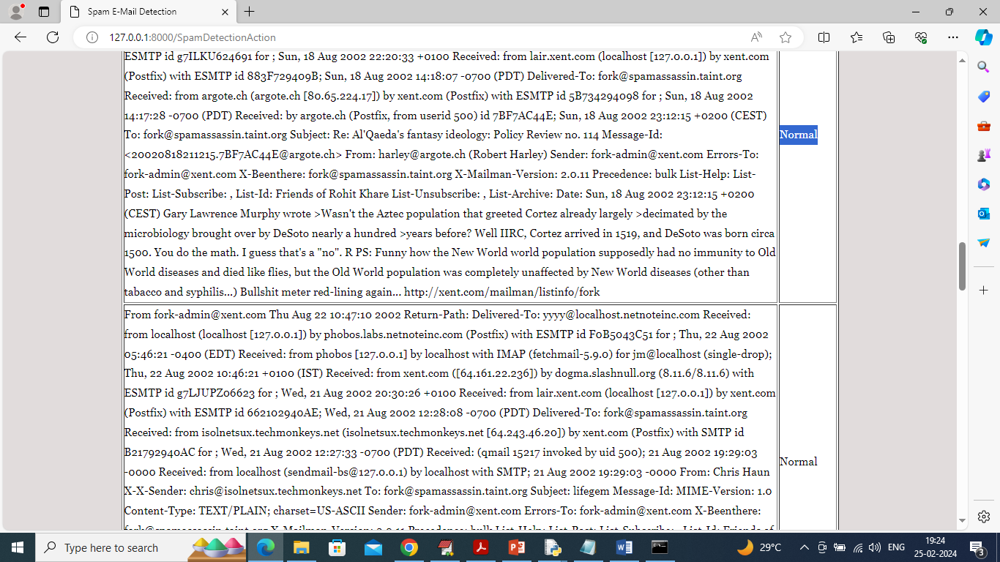 Spam E-Mail Detection
127.0.0.1:8000/SpamDetectionAction
ESMTP id g7ILKU624691 for ; Sun, 18 Aug 2002 22:20:33 +0100 Received: from lair.xent.com (localhost [127.0.0.1]) by xent.com
(Postfix) with ESMTP id 883F729409B; Sun, 18 Aug 2002 14:18:07 -0700 (PDT) Delivered-To: fork@spamassassin.taint.org
Received: from argote.ch (argote.ch [80.65.224.17]) by xent.com (Postfix) with ESMTP id 5B734294098 for ; Sun, 18 Aug 2002
14:17:28 -0700 (PDT) Received: by argote.ch (Postfix, from userid 500) id 7BF7AC44E; Sun, 18 Aug 2002 23:12:15 +0200 (CEST)
To: fork@spamassassin.taint.org Subject: Re: Al'Qaeda's fantasy ideology: Policy Review no. 114 Message-Id:
<20020818211215.7BF7AC44E@argote.ch> From: harley@argote.ch (Robert Harley) Sender: fork-admin@xent.com Errors-To:
fork-admin@xent.com X-Beenthere: fork@spamassassin.taint.org X-Mailman-Version: 2.0.11 Precedence: bulk List-Help: List-
Post: List-Subscribe: , List-Id: Friends of Rohit Khare List-Unsubscribe: , List-Archive: Date: Sun, 18 Aug 2002 23:12:15 +0200
(CEST) Gary Lawrence Murphy wrote >Wasn't the Aztec population that greeted Cortez already largely >decimated by the
microbiology brought over by DeSoto nearly a hundred >years before? Well IIRC, Cortez arrived in 1519, and DeSoto was born circa
1500. You do the math. I guess that's a "no". R PS: Funny how the New World world population supposedly had no immunity to Old
World diseases and died like flies, but the Old World population was completely unaffected by New World diseases (other than
tabacco and syphilis...) Bullshit meter red-lining again... http://xent.com/mailman/listinfo/fork
Normal
From fork-admin@xent.com Thu Aug 22 10:47:10 2002 Return-Path: Delivered-To: yyyy@localhost.netnoteinc.com Received:
from localhost (localhost [127.0.0.1]) by phobos.labs.netnoteinc.com (Postfix) with ESMTP id F0B5043C51 for ; Thu, 22 Aug 2002
05:46:21 -0400 (EDT) Received: from phobos [127.0.0.1] by localhost with IMAP (fetchmail-5.9.0) for jm@localhost (single-drop);
Thu, 22 Aug 2002 10:46:21 +0100 (IST) Received: from xent.com ([64.161.22.236]) by dogma.slashnull.org (8.11.6/8.11.6) with
ESMTP id g7LJUPZ06623 for ; Wed, 21 Aug 2002 20:30:26 +0100 Received: from lair.xent.com (localhost [127.0.0.1]) by xent.com
(Postfix) with ESMTP id 662102940AE; Wed, 21 Aug 2002 12:28:08 -0700 (PDT) Delivered-To: fork@spamassassin.taint.org
Received: from isolnetsux.techmonkeys.net (isolnetsux.techmonkeys.net [64.243.46.20]) by xent.com (Postfix) with SMTP id
B21792940AC for ; Wed, 21 Aug 2002 12:27:33 -0700 (PDT) Received: (qmail 15217 invoked by uid 500); 21 Aug 2002 19:29:03
-0000 Received: from localhost (sendmail-bs@127.0.0.1) by localhost with SMTP; 21 Aug 2002 19:29:03 -0000 From: Chris Haun
X-X-Sender: chris@isolnetsux.techmonkeys.net To: fork@spamassassin.taint.org Subject: lifegem Message-Id: MIME-Version: 1.0
Content-Type: TEXT/PLAIN; charset=US-ASCII Sender: fork-admin@xent.com Errors-To: fork-admin@xent.com X-Beenthere:
fork@spamassassin.taint.org X-Mailman-Version: 2.0.11 Precedence: bulk List-Help: List-Post: List-Subscribe: , List-Id: Friends of
Normal
Type here to search
29°C
ENG
19:24
25-02-2024
3